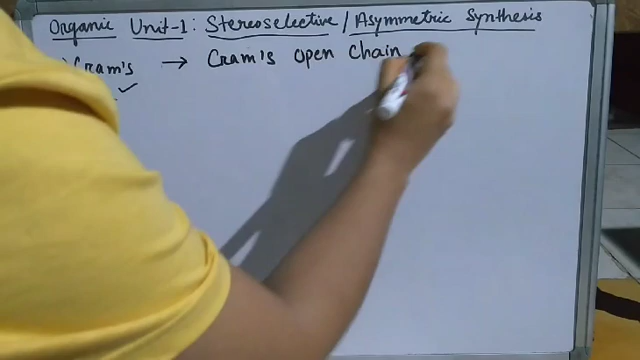 Organic Unit-1: Stereoselective / Asymmetric Synthesis
Cram's → Cram's open chain